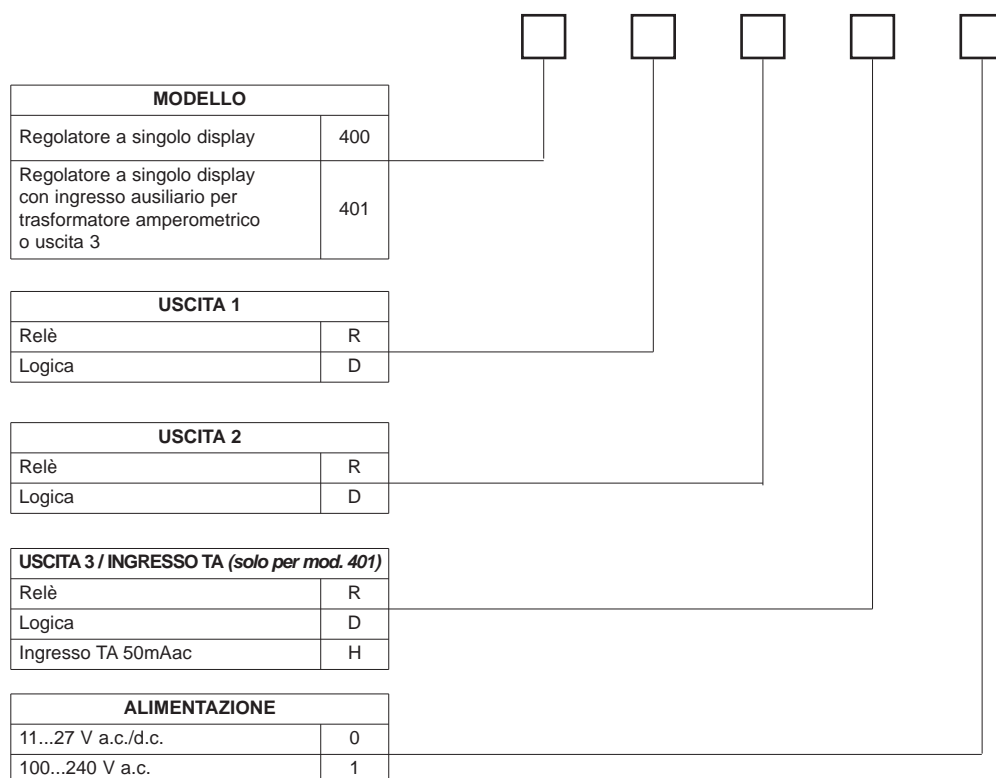 MODELLO
Regolatore a singolo display 400
Regolatore a singolo display
con ingresso ausiliario per
trasformatore amperometrico
o uscita 3
401
USCITA 1
Relè R
Logica D
USCITA 2
Relè R
Logica D
USCITA 3 / INGRESSO TA (solo per mod. 401)
Relè R
Logica D
Ingresso TA 50mAac H
ALIMENTAZIONE
11...27 V a.c./d.c. 0
100...240 V a.c. 1